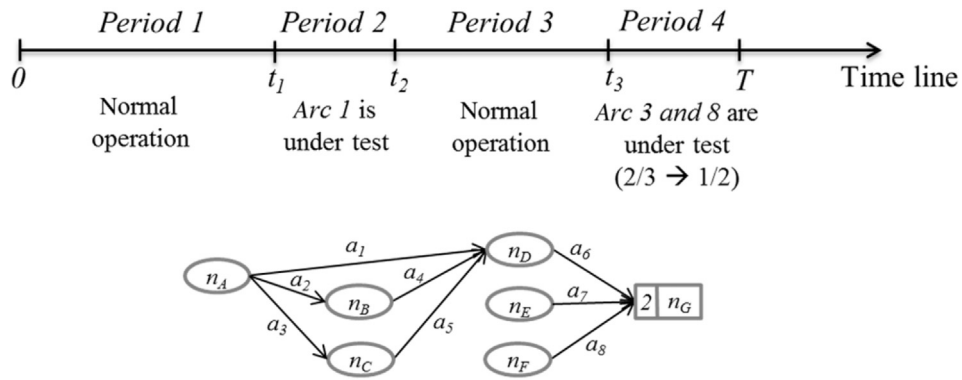 Period 1 Period 2 Period 3 Period 4
0 t1 t2 t3 T Time line
Normal
operation
Arc 1 is
under test
Normal
operation
Arc 3 and 8 are
under test
(2/3 → 1/2)
a1
nA
a2
a3
nB
a4
nC
a5
nD
a6
nE
a7
2 nG
nF
a8